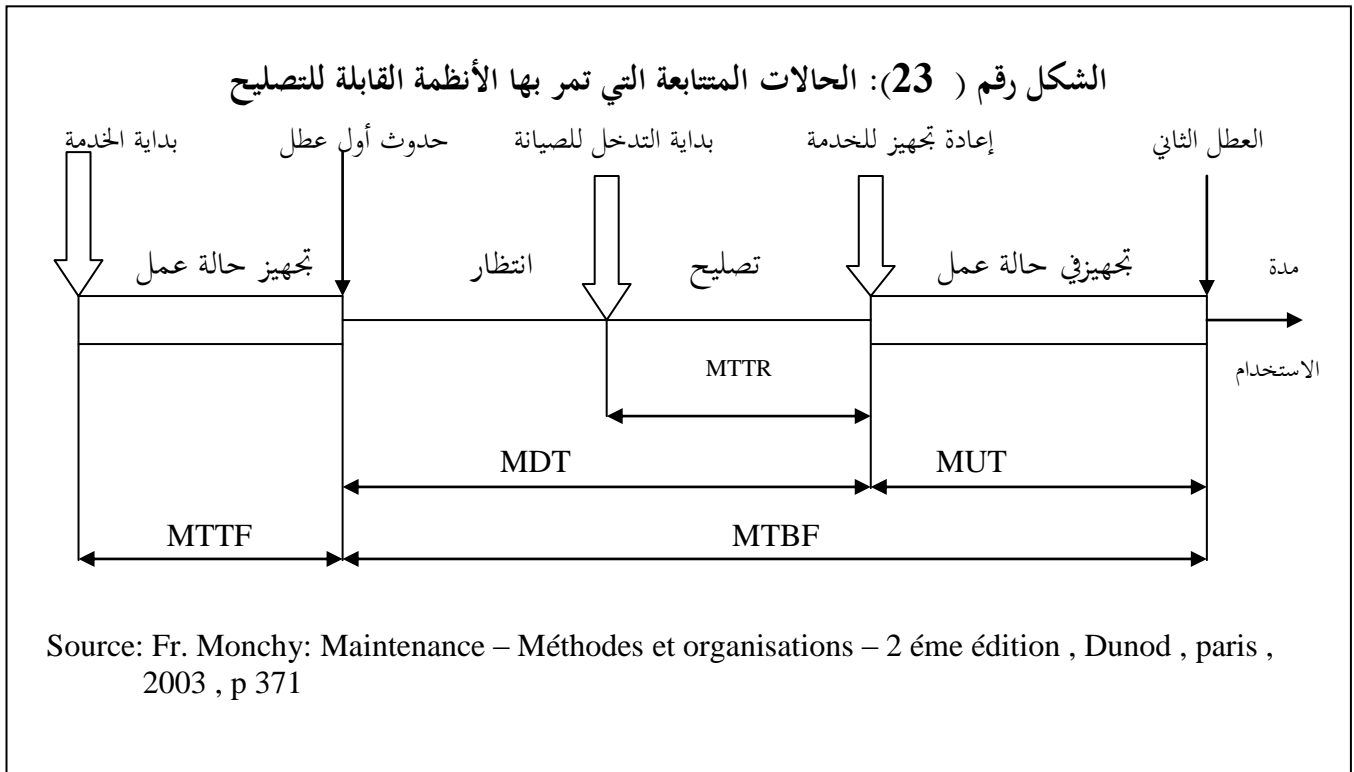 الشكل رقم ( 23): الحالات المتتابعة التي تمر بها الأنظمة القابلة للتصليح
بداية الخدمة
حدوث أول عطل
بداية التدخل للصيانة
إعادة تجهيز للخدمة
العطل الثاني
تجهيز حالة عمل
انتظار
تصليح
تجهيزفي حالة عمل
مدة
الاستخدام
MTTR
MDT
MUT
MTTF
MTBF
Source: Fr. Monchy: Maintenance – Méthodes et organisations – 2 éme édition , Dunod , paris ,
2003 , p 371